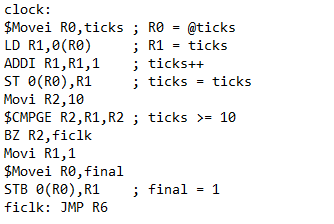 clock:
$Movei R0,ticks ; R0 = @ticks
LD R1,0(R0) ; R1 = ticks
ADDI R1,R1,1 ; ticks++
ST 0(R0),R1 ; ticks = ticks
Movi R2,10
$CMPGE R2,R1,R2 ; ticks >= 10
BZ R2,ficlk
Movi R1,1
$Movei R0,final
STB 0(R0),R1 ; final = 1
ficlk: JMP R6